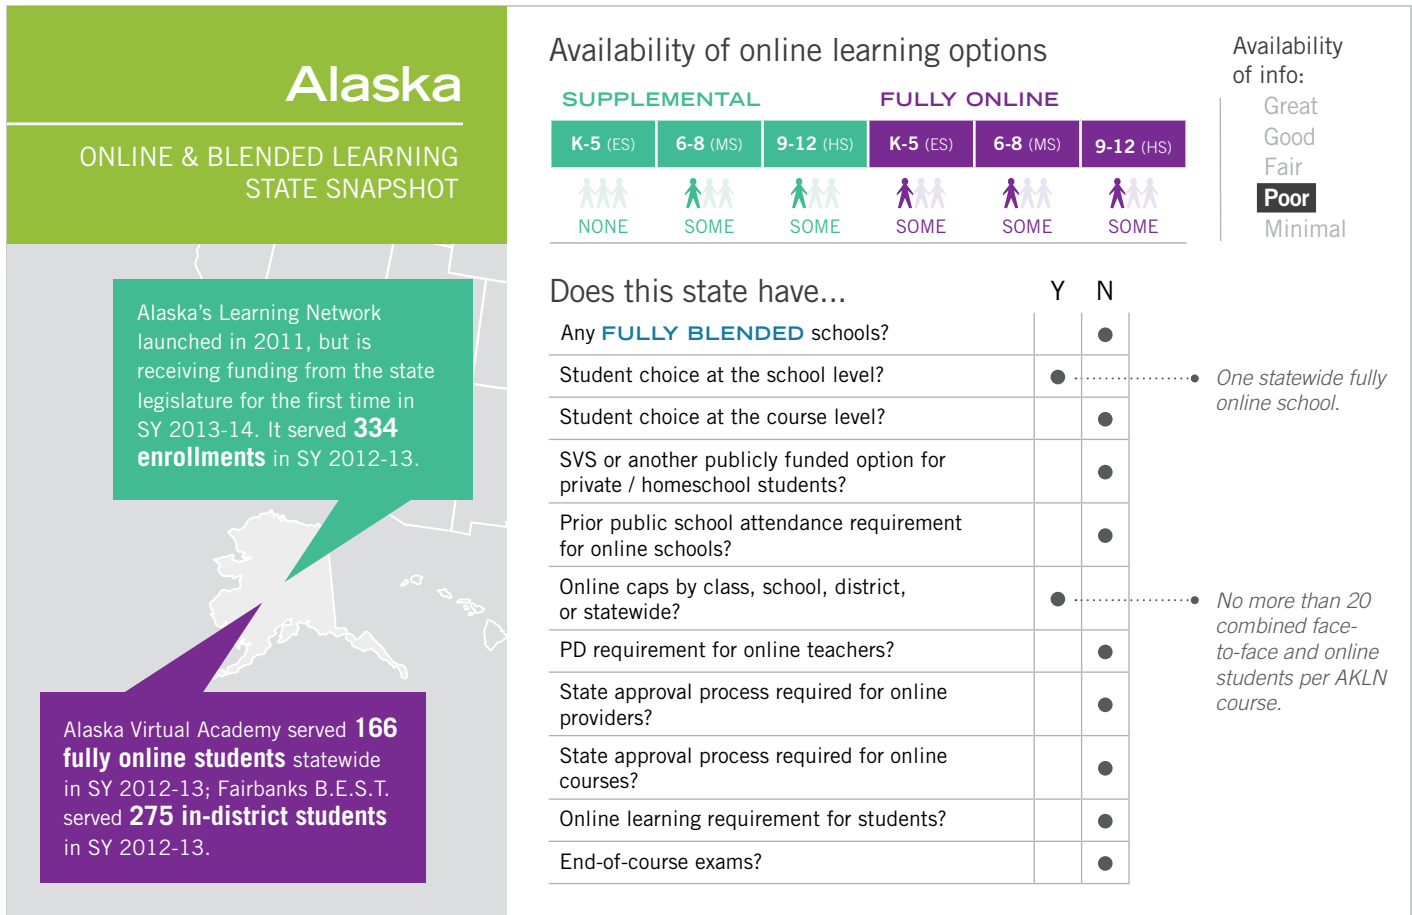 Alaska
ONLINE & BLENDED LEARNING
STATE SNAPSHOT
Alaska's Learning Network
launched in 2011, but is
receiving funding from the state
legislature for the first time in
SY 2013-14. It served 334
enrollments in SY 2012-13.
Alaska Virtual Academy served 166
fully online students statewide
in SY 2012-13; Fairbanks B.E.S.T.
served 275 in-district students
in SY 2012-13.
Availability of online learning options
SUPPLEMENTAL FULLY ONLINE
K-5 (ES) 6-8 (MS) 9-12 (HS) K-5 (ES) 6-8 (MS) 9-12 (HS)
NONE SOME SOME SOME SOME SOME
Availability
of info:
Great
Good
Fair
Poor
Minimal
Does this state have... Y N
Any FULLY BLENDED schools?
Student choice at the school level?
One statewide fully
online school.
Student choice at the course level?
SVS or another publicly funded option for
private / homeschool students?
Prior public school attendance requirement
for online schools?
Online caps by class, school, district,
or statewide?
No more than 20
combined face-
to-face and online
students per AKLN
course.
PD requirement for online teachers?
State approval process required for online
providers?
State approval process required for online
courses?
Online learning requirement for students?
End-of-course exams?